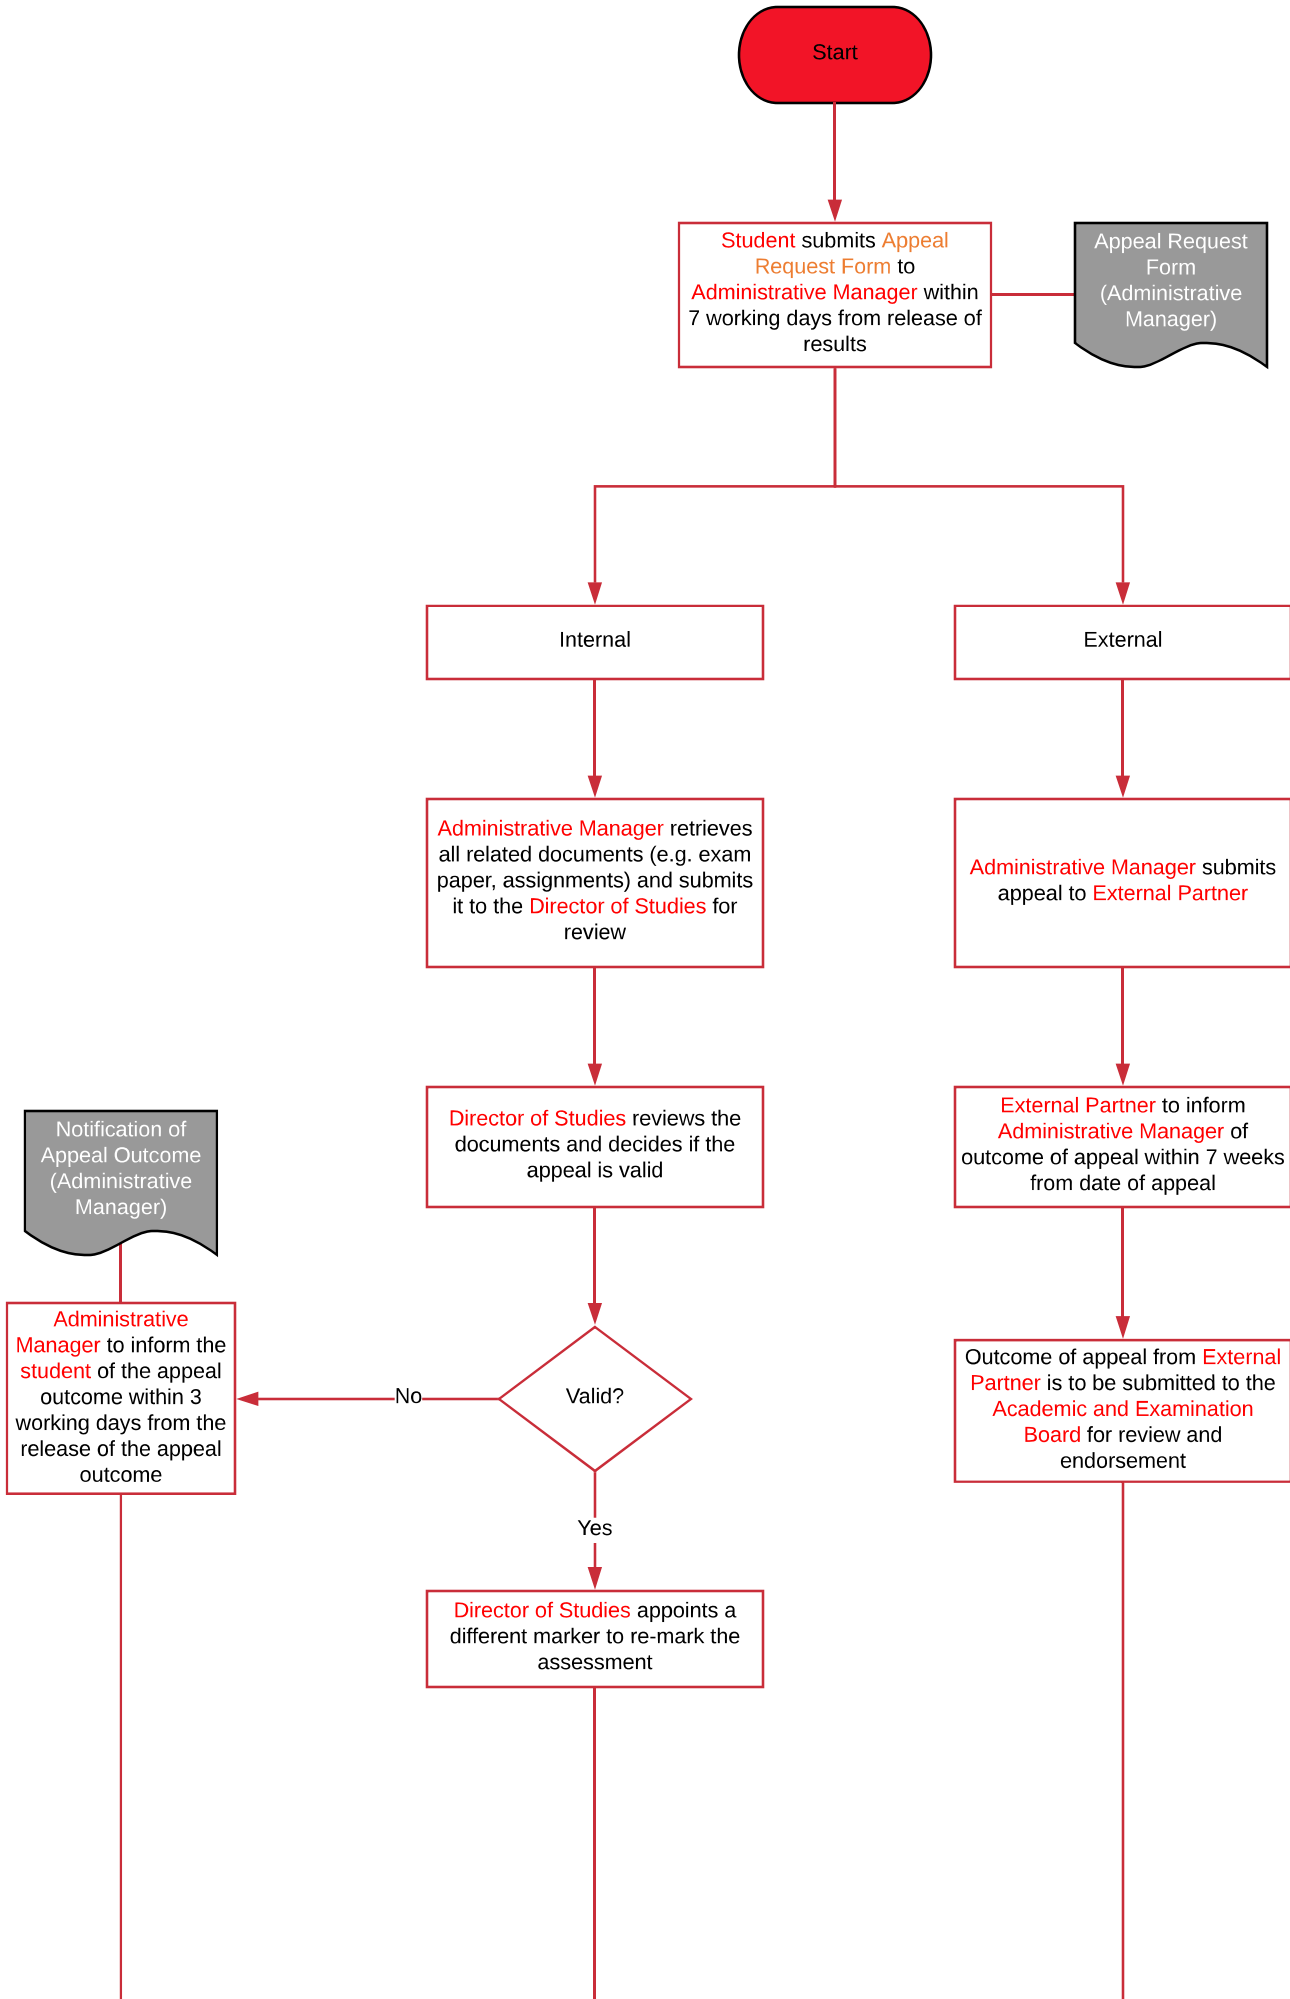 Start
Student submits Appeal
Request Form to
Administrative Manager within
7 working days from release of
results
Appeal Request
Form
(Administrative
Manager)
Internal
External
Administrative Manager retrieves
all related documents (e.g. exam
paper, assignments) and submits
it to the Director of Studies for
review
Administrative Manager submits
appeal to External Partner
Director of Studies reviews the
documents and decides if the
appeal is valid
External Partner to inform
Administrative Manager of
outcome of appeal within 7 weeks
from date of appeal
Notification of
Appeal Outcome
(Administrative
Manager)
Administrative
Manager to inform the
student of the appeal
outcome within 3
working days from the
release of the appeal
outcome
No
Valid?
Outcome of appeal from External
Partner is to be submitted to the
Academic and Examination
Board for review and
endorsement
Yes
Director of Studies appoints a
different marker to re-mark the
assessment